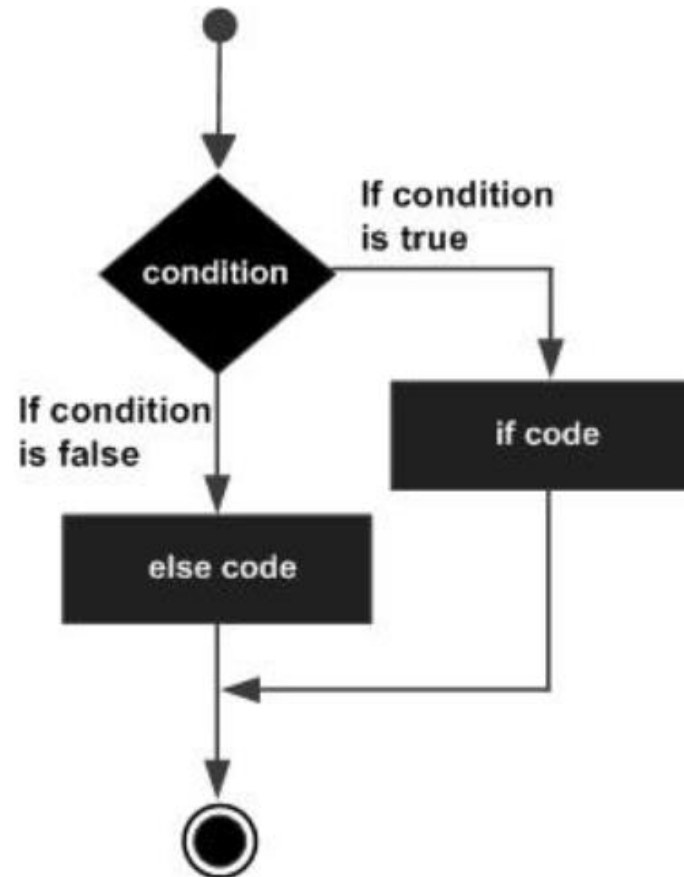 If condition
is true
condition
If condition
is false
if code
else code